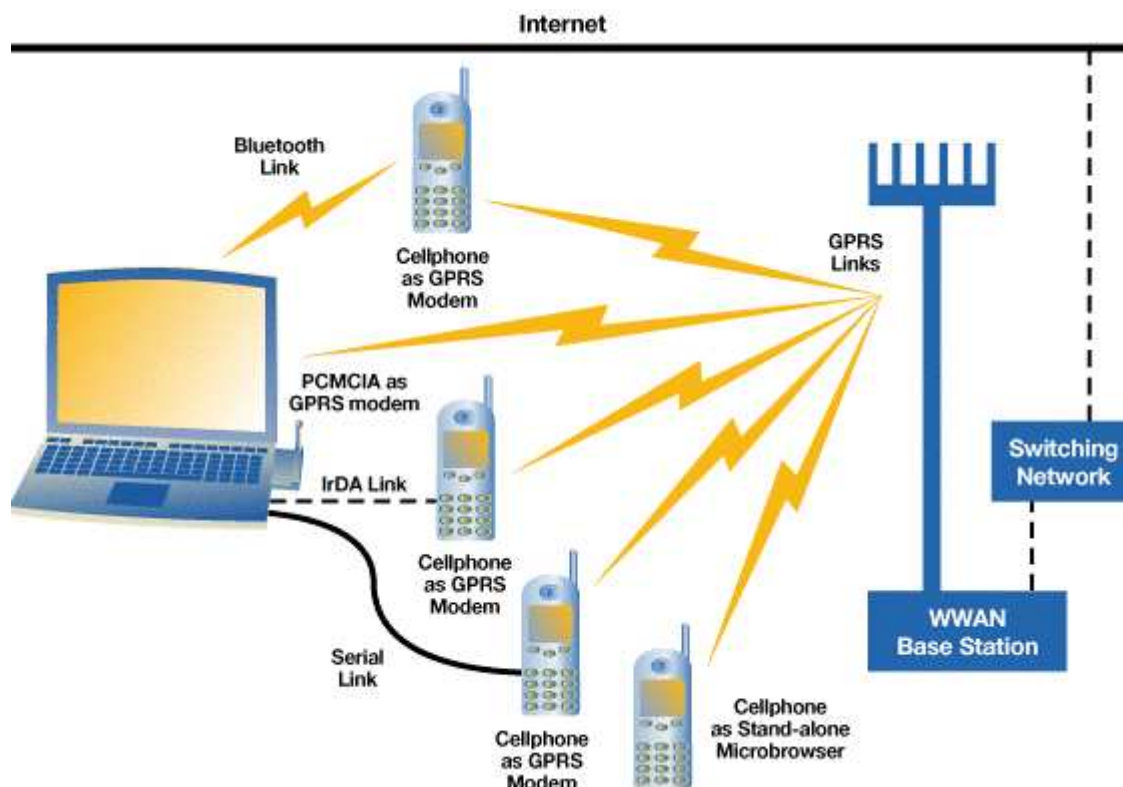 Internet
Bluetooth
Link
Cellphone
as GPRS
Modem
GPRS
Links
PCMCIA as
GPRS modem
IrDA Link
Cellphone
as GPRS
Modem
Switching
Network
WWAN
Base Station
Serial
Link
Cellphone
as GPRS
Modem
Cellphone
as Stand-alone
Microbrowser